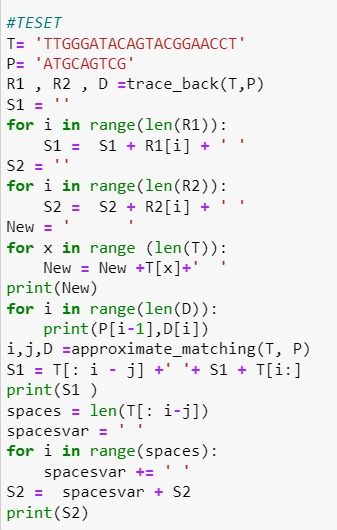 #TESET
T= 'TTGGGATACAGTACGGAACCT'
P= 'ATGCAGTCG'
R1 , R2 , D =trace_back(T,P)
S1 = ''
for i in range(len(R1)):
    S1 =  S1 + R1[i] + ' '
S2 = ''
for i in range(len(R2)):
    S2 =  S2 + R2[i] + ' '
New = '      '
for x in range (len(T)):
    New = New +T[x]+'  '
print(New)
for i in range(len(D)):
    print(P[i-1],D[i])
i,j,D =approximate_matching(T, P)
S1 = T[: i - j] +' '+ S1 + T[i:]
print(S1 )
spaces = len(T[: i-j])
spacesvar = ' '
for i in range(spaces):
    spacesvar += ' '
S2 =  spacesvar + S2
print(S2)